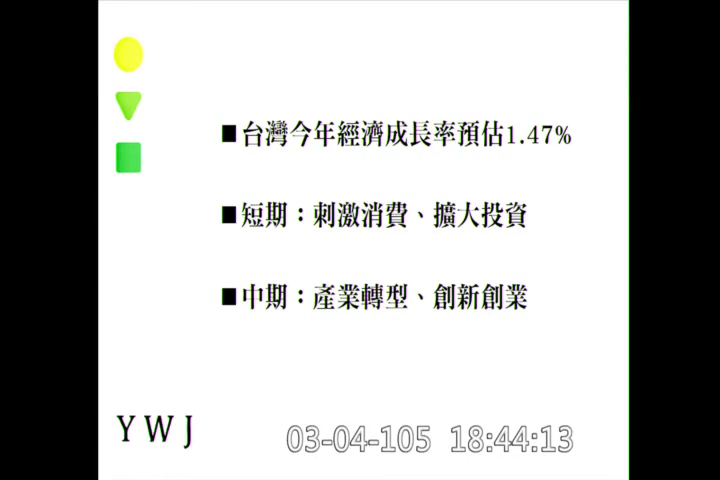 ■台灣今年經濟成長率預估1.47%
■短期：刺激消費、擴大投資
■中期：產業轉型、創新創業
YWJ
03-04-105 18:44:13